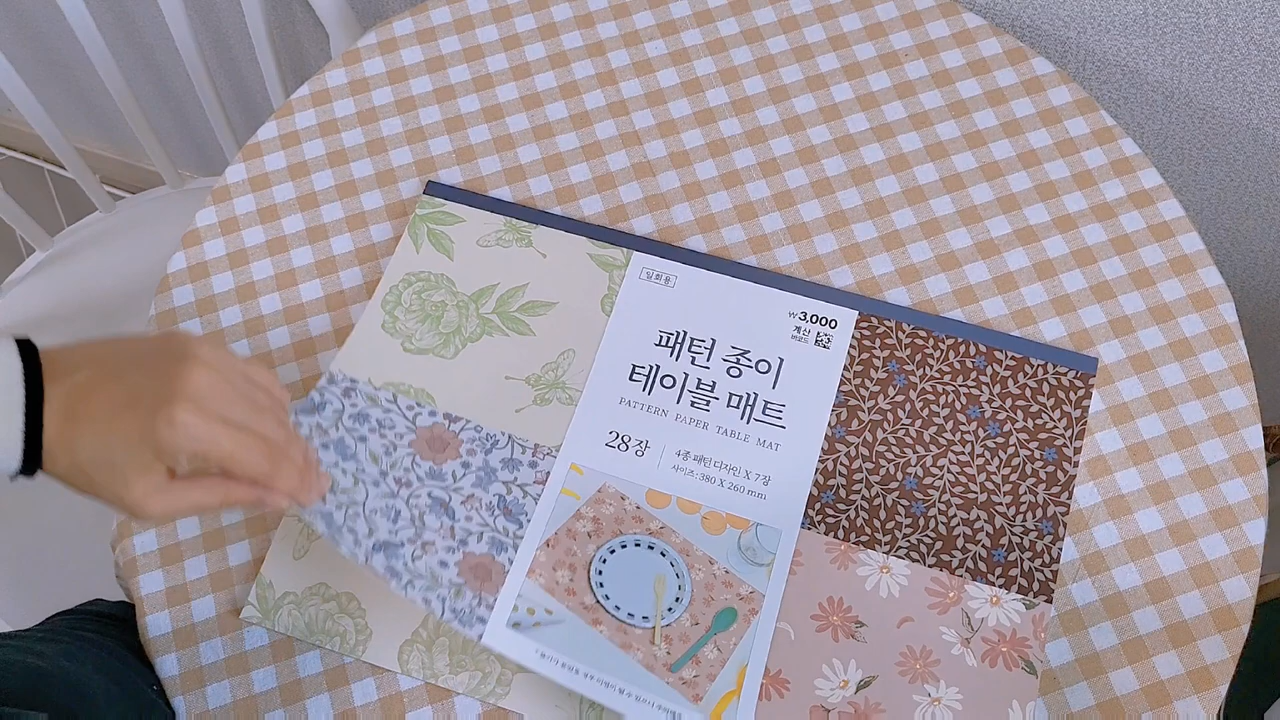 일회용
₩3,000
계산
바코드
패턴 종이
테이블 매트
PATTERN PAPER TABLE MAT
28장
4종 패턴 디자인 X 7장
사이즈 : 380 X 260 mm